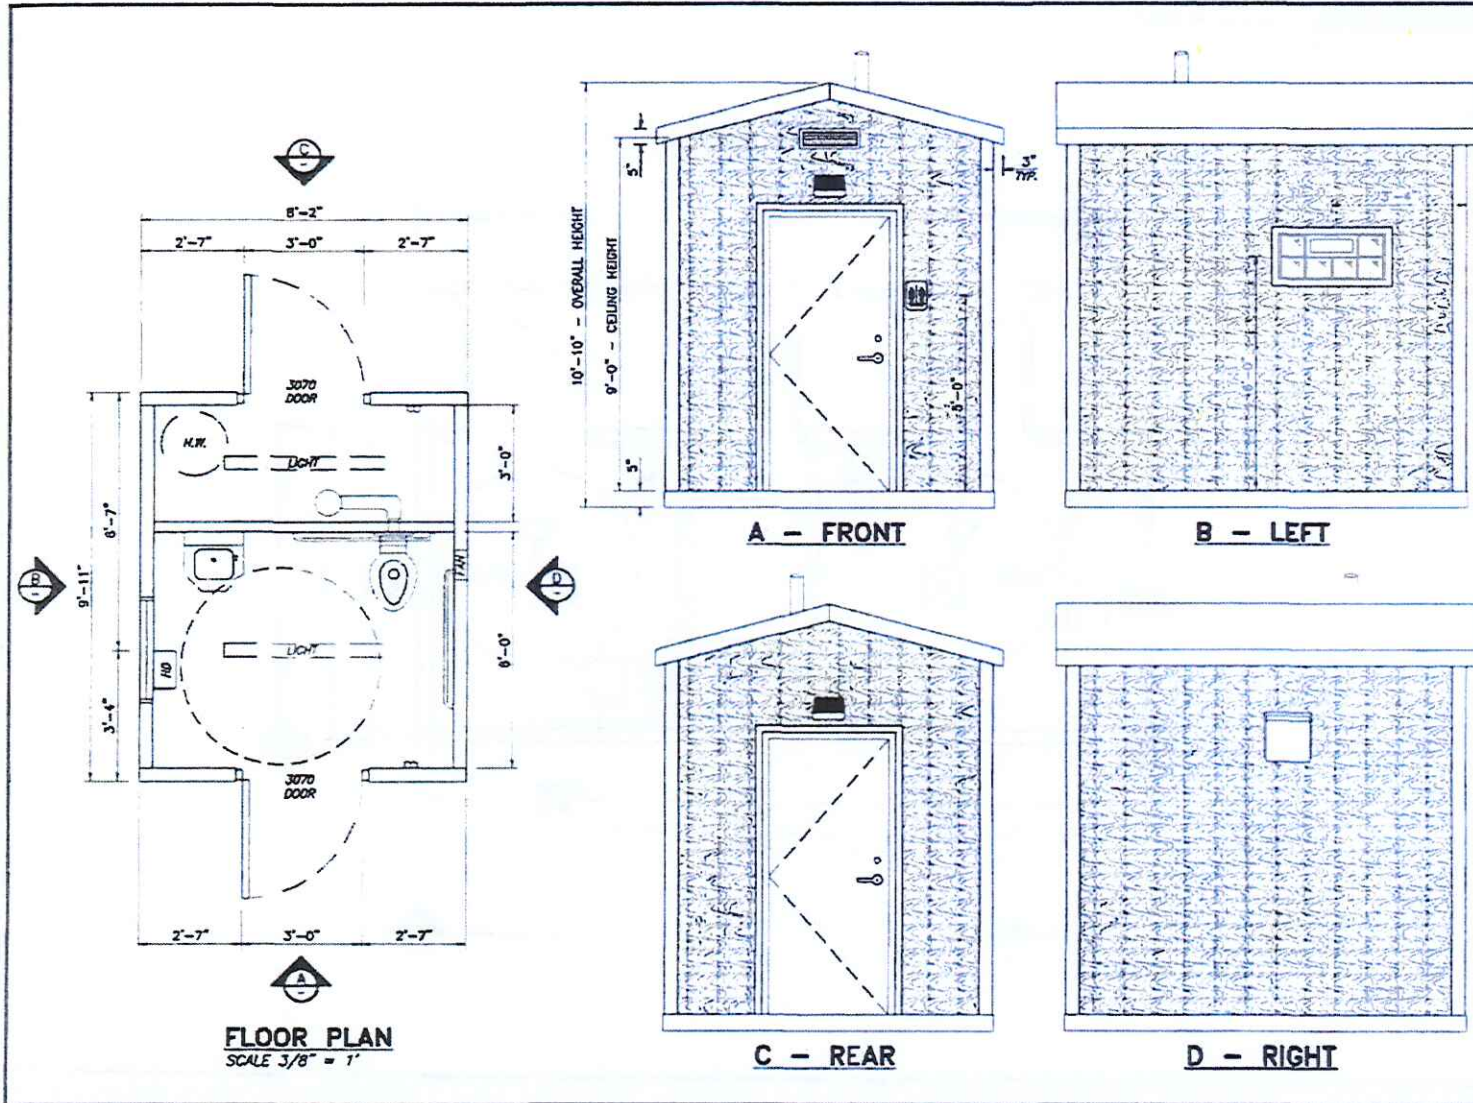 C
-
8'-2"
2'-7"
3'-0"
2'-7"
3070
DOOR
H.W.
LIGHT
3'-0"
6'-7"
9'-11"
B
-
D
-
FAN
LIGHT
HD
6'-0"
3'-4"
3070
DOOR
2'-7"
3'-0"
2'-7"
A
-
FLOOR PLAN
SCALE 3/8" = 1'
10'-10" - OVERALL HEIGHT
9'-0" - CEILING HEIGHT
5"
3"
TYP.
5'-0"
5"
A - FRONT
6'-0"
B - LEFT
C - REAR
D - RIGHT